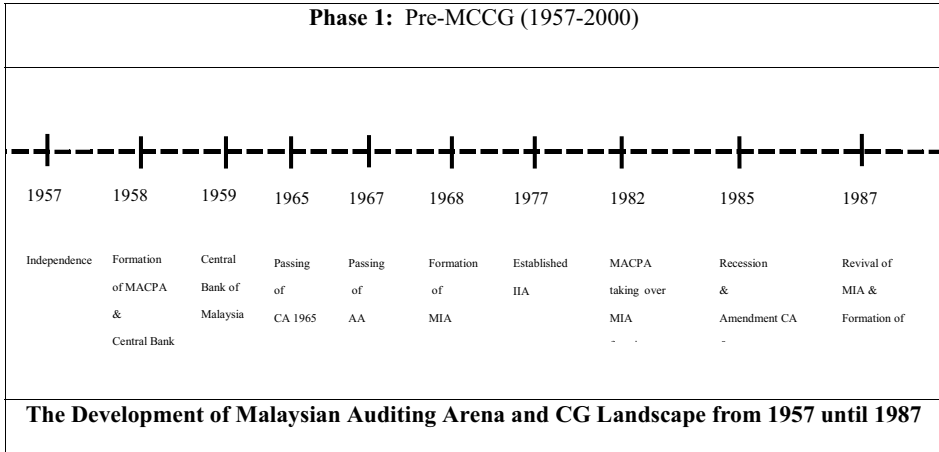 Phase 1: Pre-MCCG (1957-2000)
1957
1958
1959
1965
1967
1968
1977
1982
1985
1987
Independence
Formation
of MACPA
&
Central Bank
Central
Bank of
Malaysia
Passing
of
CA 1965
Passing
of
AA
Formation
of
MIA
Established
IIA
MACPA
taking over
MIA
Recession
&
Amendment CA
Revival of
MIA &
Formation of
The Development of Malaysian Auditing Arena and CG Landscape from 1957 until 1987